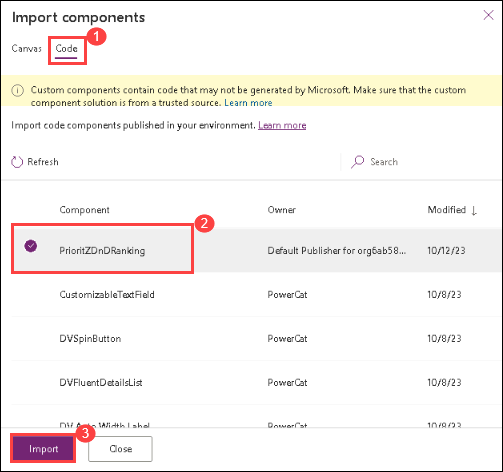 Import components
1
Canvas Code
Custom components contain code that may not be generated by Microsoft. Make sure that the custom
component solution is from a trusted source. Learn more
Import code components published in your environment. Learn more
Refresh Search
Component Owner Modified ↓
2
PrioritZDnDRanking Default Publisher for org6ab58... 10/12/23
CustomizableTextField PowerCat 10/8/23
DVSpinButton PowerCat 10/8/23
DVFluentDetailsList PowerCat 10/8/23
DV Auto Width Label PowerCat 10/8/23
3
Import Close